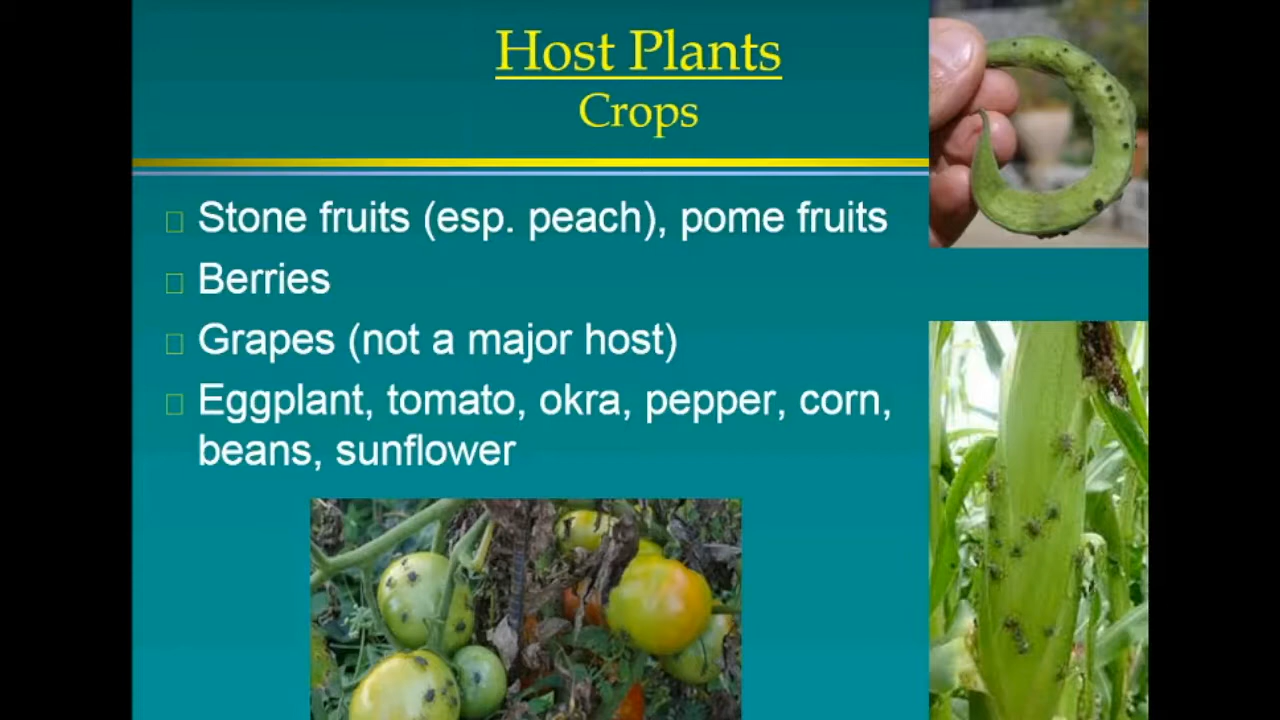 Host Plants
Crops
Stone fruits (esp. peach), pome fruits
Berries
Grapes (not a major host)
Eggplant, tomato, okra, pepper, corn,
beans, sunflower